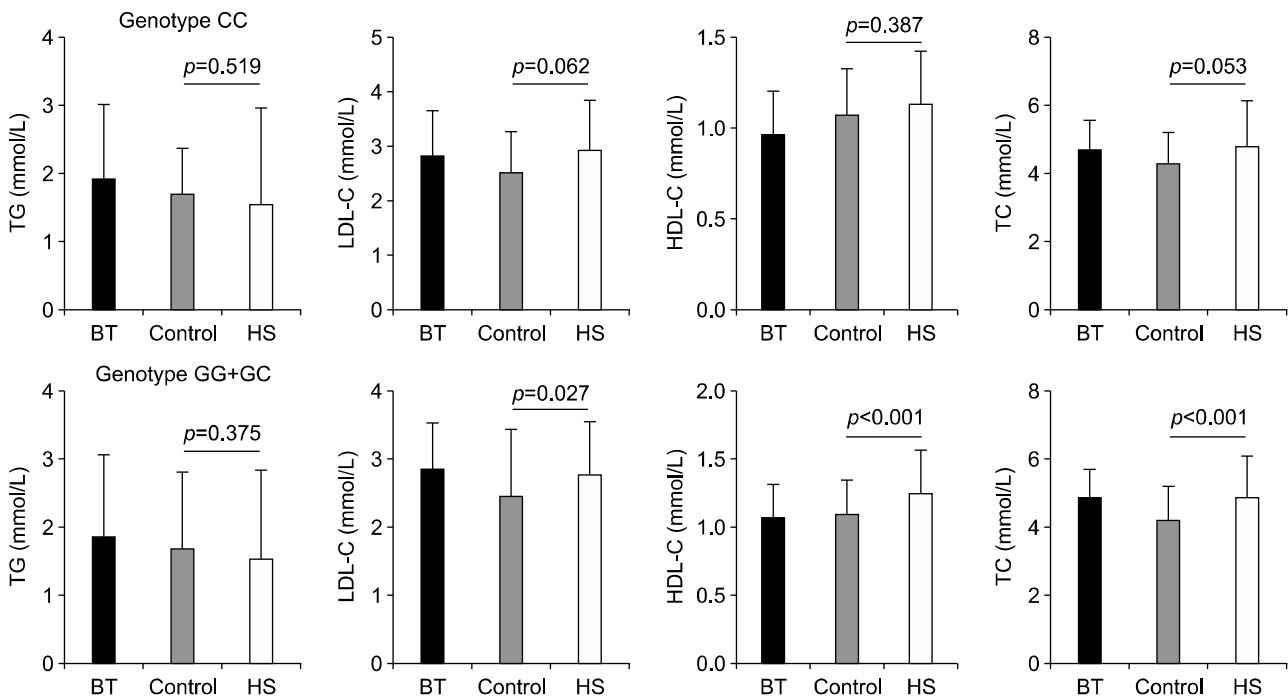 Genotype CC
TG (mmol/L)
4
3
2
1
0
p=0.519
BT Control HS
LDL-C (mmol/L)
5
4
3
2
1
0
p=0.062
BT Control HS
HDL-C (mmol/L)
1.5
1.0
0.5
0.0
p=0.387
BT Control HS
TC (mmol/L)
8
6
4
2
0
p=0.053
BT Control HS
Genotype GG+GC
TG (mmol/L)
4
3
2
1
0
p=0.375
BT Control HS
LDL-C (mmol/L)
4
3
2
1
0
p=0.027
BT Control HS
HDL-C (mmol/L)
2.0
1.5
1.0
0.5
0.0
p<0.001
BT Control HS
TC (mmol/L)
8
6
4
2
0
p<0.001
BT Control HS